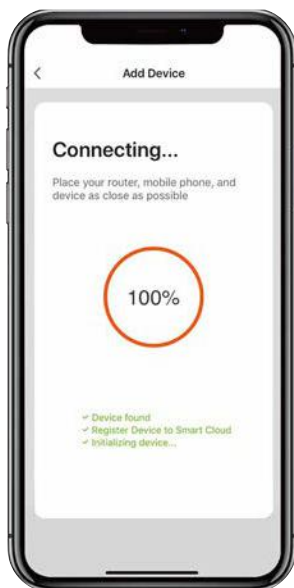 Add Device
Connecting...
Place your router, mobile phone, and
device as close as possible
100%
✓ Device found
✓ Register Device to Smart Cloud
✓ Initializing device...